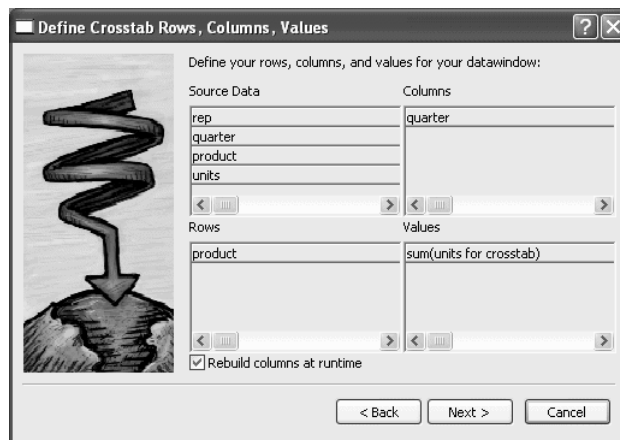 Define Crosstab Rows, Columns, Values
Define your rows, columns, and values for your datawindow:
Source Data
rep
quarter
product
units
Columns
quarter
Rows
product
Values
sum(units for crosstab)
Rebuild columns at runtime
< Back
Next >
Cancel